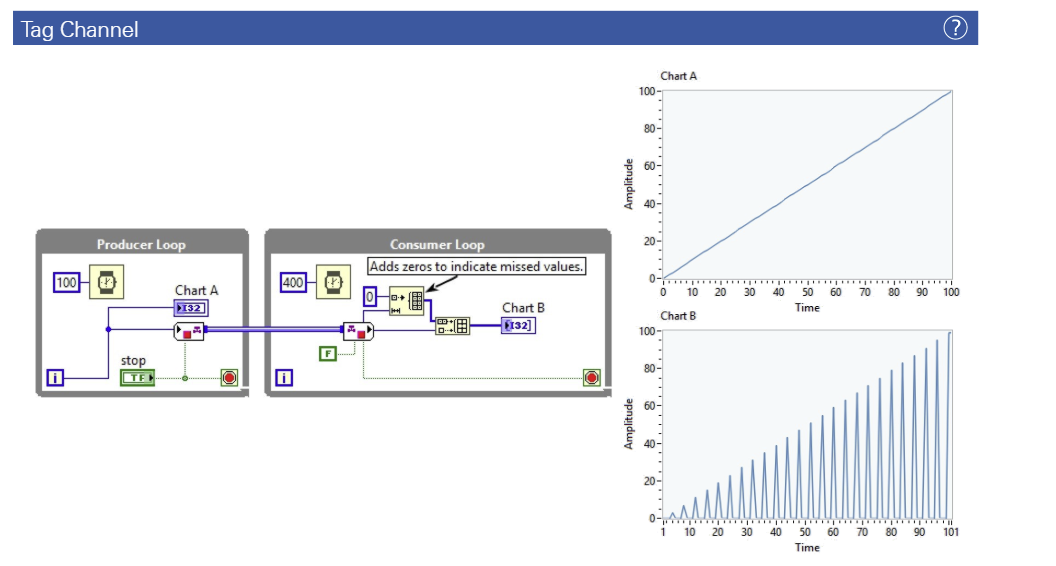 Tag Channel
?
Chart A
100
80
60
40
20
0
Amplitude
0 10 20 30 40 50 60 70 80 90 100
Time
Producer Loop
100
Chart A
I32
stop
TF
i
Consumer Loop
Adds zeros to indicate missed values.
400
0
Chart B
I32
F
i
Chart B
100
80
60
40
20
0
Amplitude
1 10 20 30 40 50 60 70 80 90 101
Time